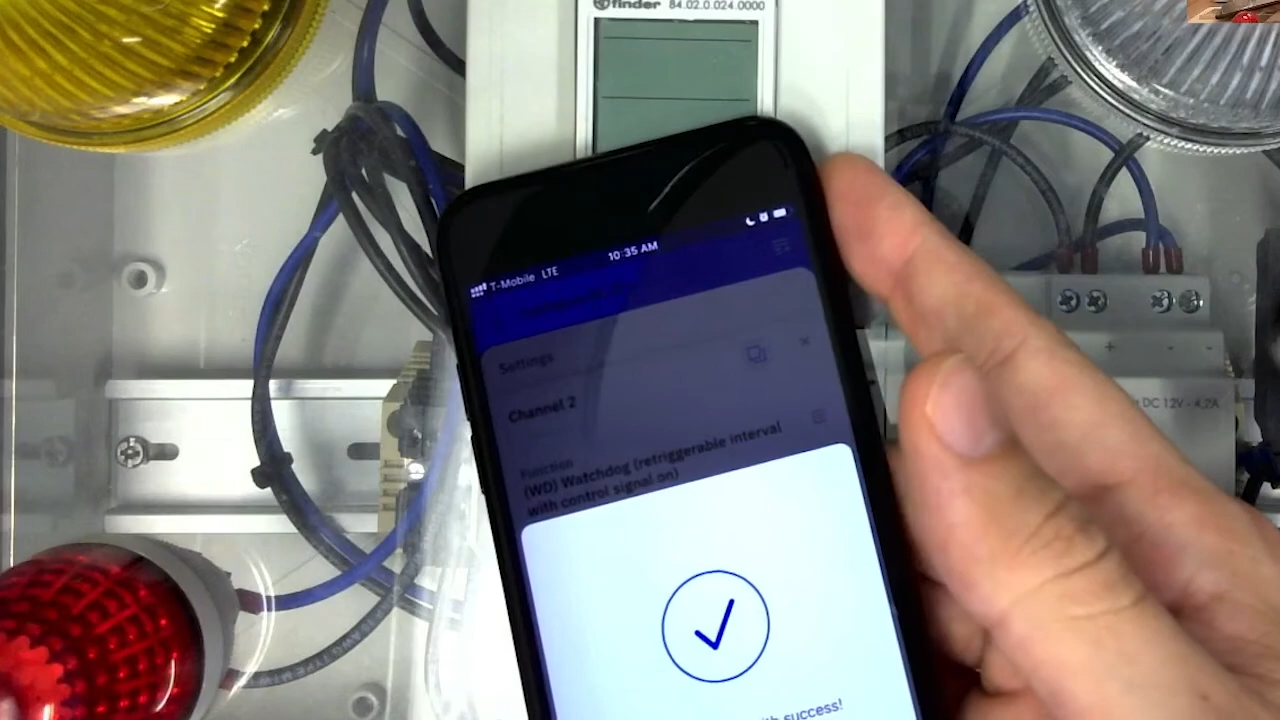 finder 84.02.0.024.0000
T-Mobile LTE 10:35 AM
Settings
Channel 2
Function
(WD) Watchdog (retriggerable interval
with control signal on)
success!
DC 12V - 4,2A